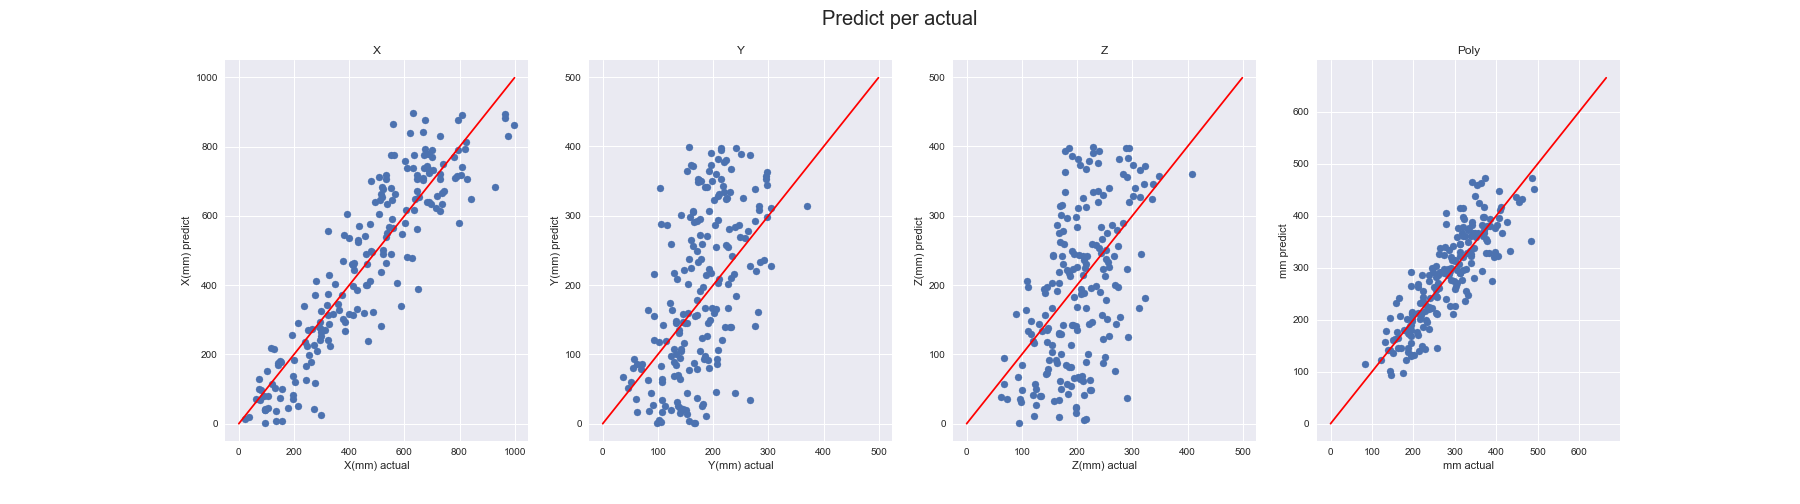 Predict per actual
X
1000
800
600
400
200
0
X(mm) predict
0 200 400 600 800 1000
X(mm) actual
Y
500
400
300
200
100
0
Y(mm) predict
0 100 200 300 400 500
Y(mm) actual
Z
500
400
300
200
100
0
Z(mm) predict
0 100 200 300 400 500
Z(mm) actual
Poly
600
500
400
300
200
100
0
mm predict
0 100 200 300 400 500 600
mm actual